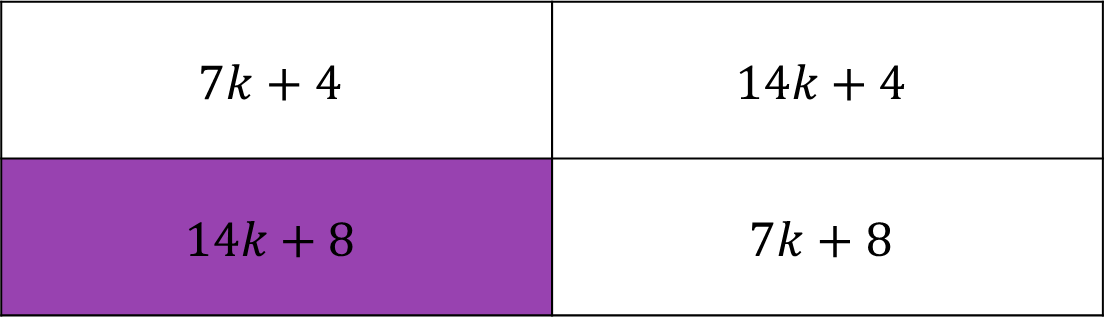 7k + 4
14k + 4
14k + 8
7k + 8